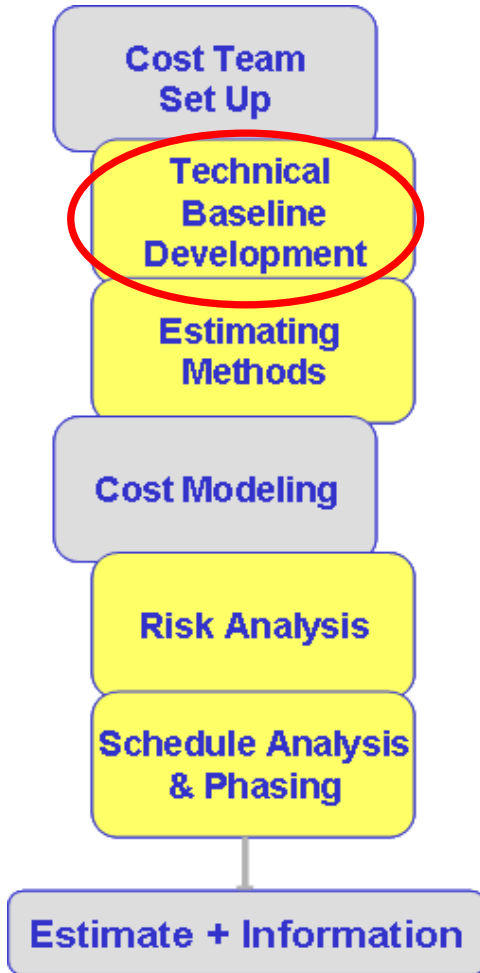 Cost Team
Set Up
Technical
Baseline
Development
Estimating
Methods
Cost Modeling
Risk Analysis
Schedule Analysis
& Phasing
Estimate + Information